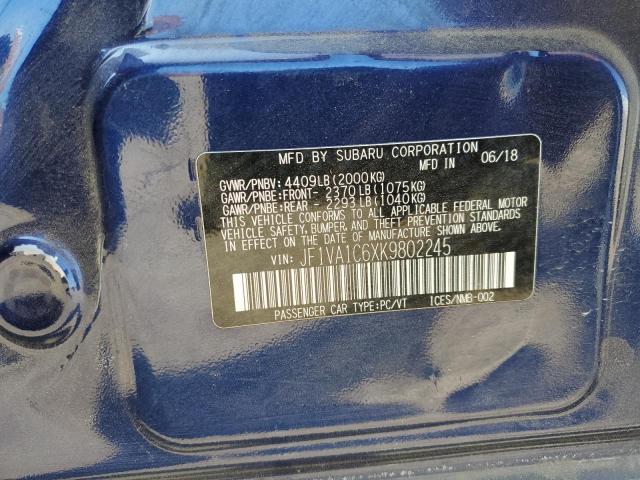 MFD BY SUBARU CORPORATION
MFD IN 06/18
GVWR/PNBV: 4409LB(2000KG)
GAWR/PNBE:FRONT- 2370LB(1075KG)
GAWR/PNBE:REAR - 2293LB(1040KG)
THIS VEHICLE CONFORMS TO ALL APPLICABLE FEDERAL MOTOR
VEHICLE SAFETY, BUMPER, AND THEFT PREVENTION STANDARDS
IN EFFECT ON THE DATE OF MANUFACTURE SHOWN ABOVE.
VIN: JF1VA1C6XK9802245
PASSENGER CAR TYPE:PC/VT ICES/NMB-002